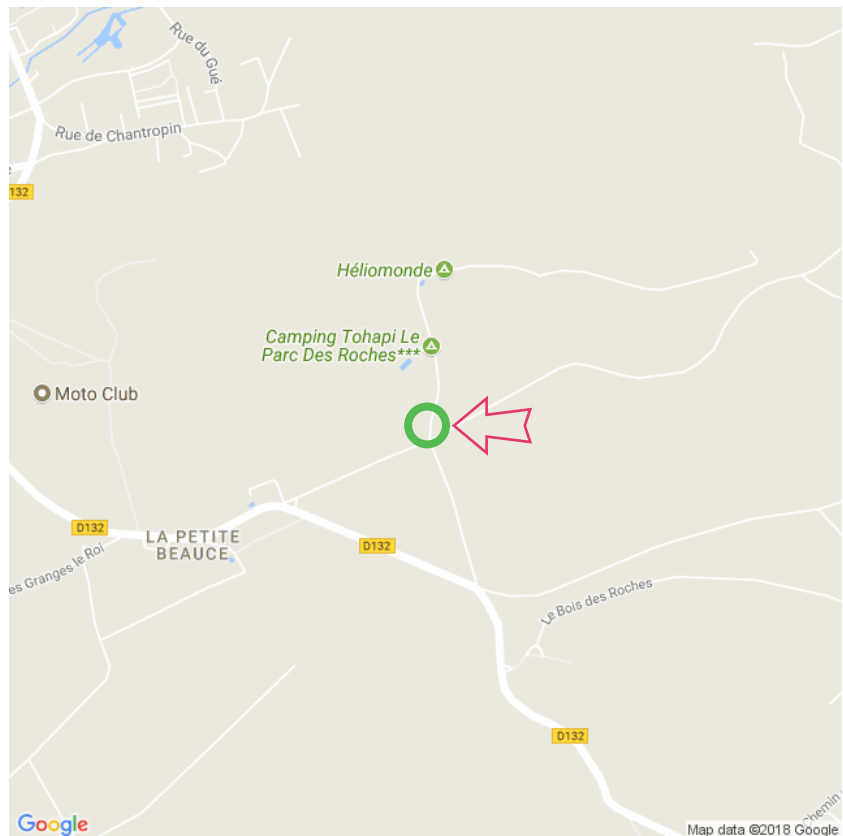 Rue du Gué
Rue de Chantropin
e
132
Héliomonde
Camping Tohapi Le
Parc Des Roches***
Moto Club
D132
LA PETITE
BEAUCE
D132
es Granges le Roi
Le Bois des Roches
D132
Chemin
Google
Map data ©2018 Google